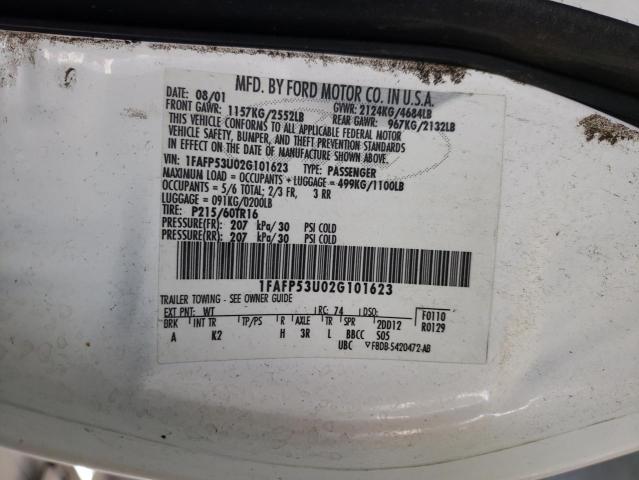 MFD. BY FORD MOTOR CO. IN U.S.A.
DATE: 08/01 GVWR: 2124KG/4684LB
FRONT GAWR: 1157KG/2552LB REAR GAWR: 967KG/2132LB
THIS VEHICLE CONFORMS TO ALL APPLICABLE FEDERAL MOTOR
VEHICLE SAFETY, BUMPER, AND THEFT PREVENTION STANDARDS
IN EFFECT ON THE DATE OF MANUFACTURE SHOWN ABOVE.
VIN: 1FAFP53U02G101623 TYPE: PASSENGER
MAXIMUM LOAD = OCCUPANTS + LUGGAGE = 499KG/1100LB
OCCUPANTS = 5/6 TOTAL: 2/3 FR, 3 RR
LUGGAGE = 091KG/0200LB
TIRE: P215/60TR16
PRESSURE(FR): 207 kPa/30 PSI COLD
PRESSURE(RR): 207 kPa/30 PSI COLD
1FAFP53U02G101623
TRAILER TOWING - SEE OWNER GUIDE
EXT PNT: WT RC: 74 DSO: F0110
BRK INT TR TP/PS R AXLE TR SPR 2DD12 R0129
A K2 H 3R L BBCC S05
UBC F8DB-5420472-AB